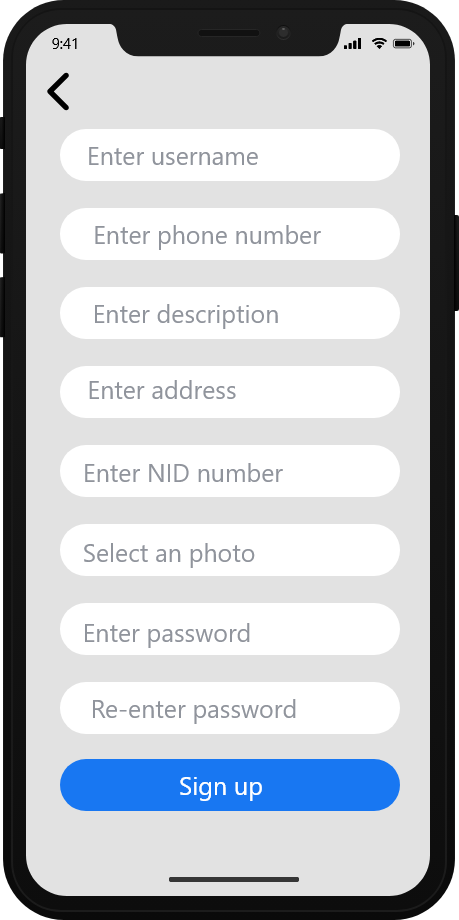 9:41
Enter username
Enter phone number
Enter description
Enter address
Enter NID number
Select an photo
Enter password
Re-enter password
Sign up